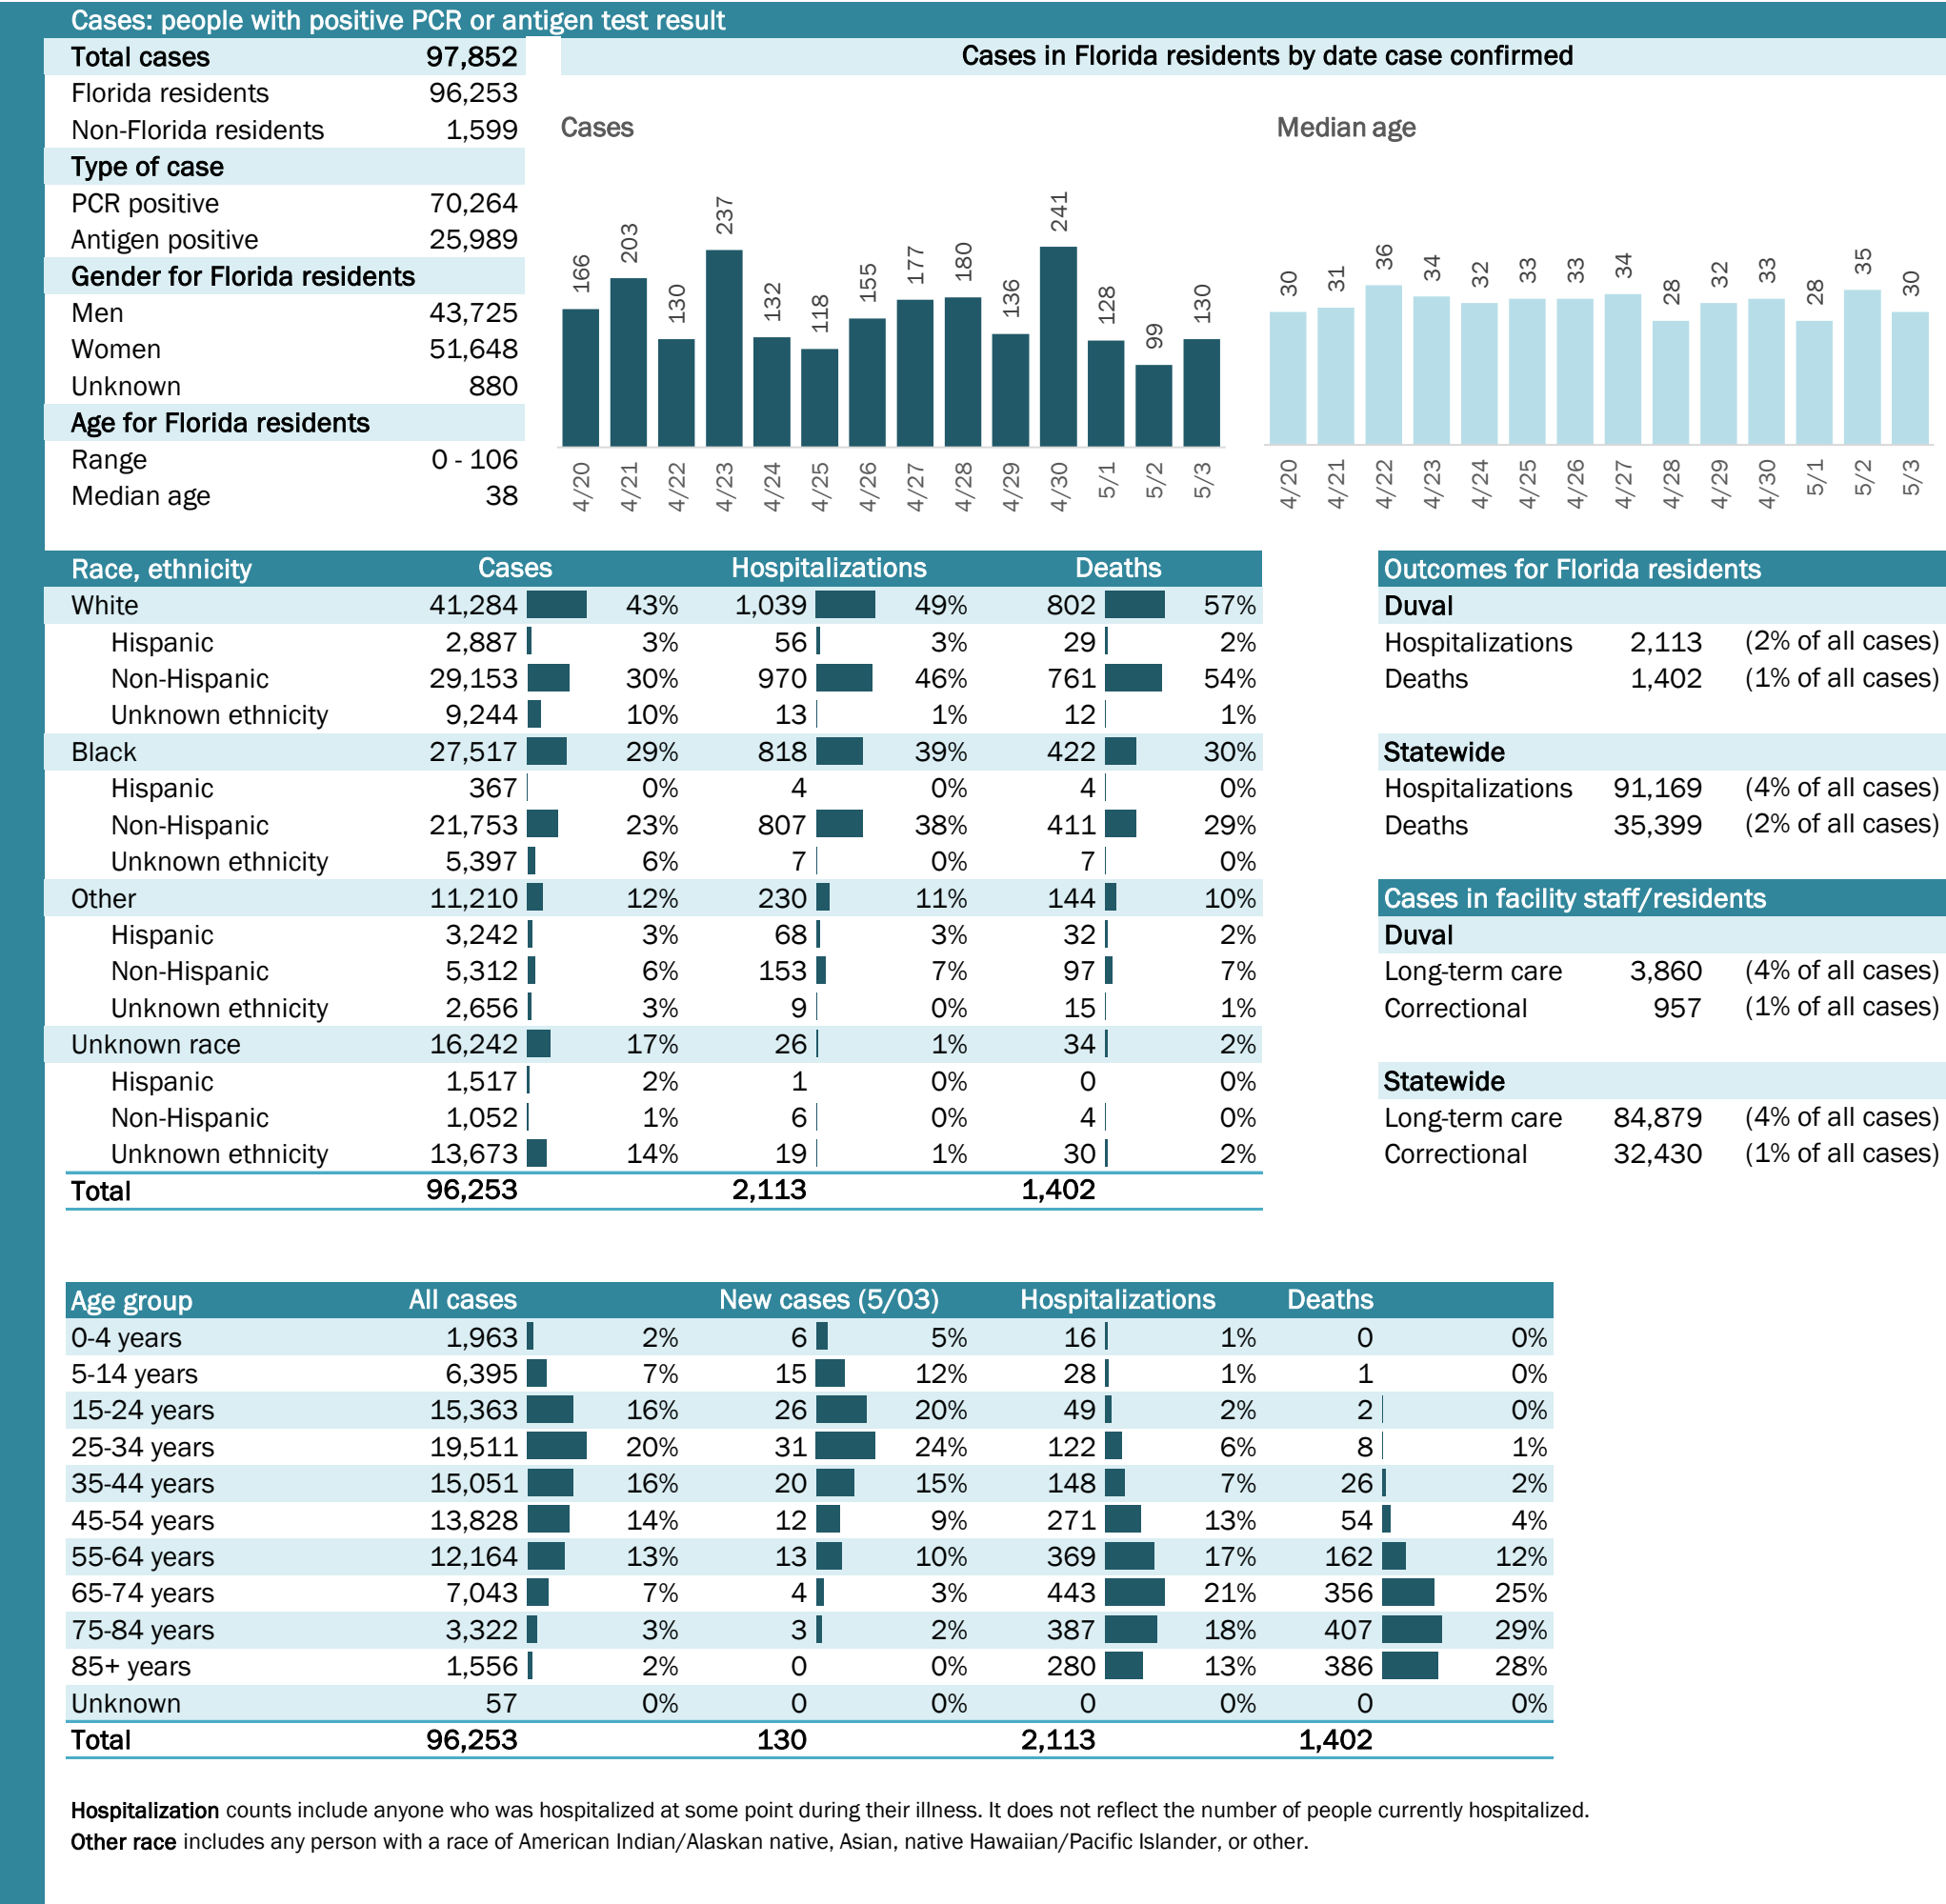 Cases: people with positive PCR or antigen test result
Total cases 97,852
Florida residents 96,253
Non-Florida residents 1,599
Type of case
PCR positive 70,264
Antigen positive 25,989
Gender for Florida residents
Men 43,725
Women 51,648
Unknown 880
Age for Florida residents
Range 0 - 106
Median age 38
Cases in Florida residents by date case confirmed
Cases
166 203 130 237 132 118 155 177 180 136 241 128 99 130
4/20 4/21 4/22 4/23 4/24 4/25 4/26 4/27 4/28 4/29 4/30 5/1 5/2 5/3
Median age
30 31 36 34 32 33 33 34 28 32 33 28 35 30
4/20 4/21 4/22 4/23 4/24 4/25 4/26 4/27 4/28 4/29 4/30 5/1 5/2 5/3
Race, ethnicity Cases Hospitalizations Deaths
White 41,284 43% 1,039 49% 802 57%
Hispanic 2,887 3% 56 3% 29 2%
Non-Hispanic 29,153 30% 970 46% 761 54%
Unknown ethnicity 9,244 10% 13 1% 12 1%
Black 27,517 29% 818 39% 422 30%
Hispanic 367 0% 4 0% 4 0%
Non-Hispanic 21,753 23% 807 38% 411 29%
Unknown ethnicity 5,397 6% 7 0% 7 0%
Other 11,210 12% 230 11% 144 10%
Hispanic 3,242 3% 68 3% 32 2%
Non-Hispanic 5,312 6% 153 7% 97 7%
Unknown ethnicity 2,656 3% 9 0% 15 1%
Unknown race 16,242 17% 26 1% 34 2%
Hispanic 1,517 2% 1 0% 0 0%
Non-Hispanic 1,052 1% 6 0% 4 0%
Unknown ethnicity 13,673 14% 19 1% 30 2%
Total 96,253 2,113 1,402
Outcomes for Florida residents
Duval
Hospitalizations 2,113 (2% of all cases)
Deaths 1,402 (1% of all cases)
Statewide
Hospitalizations 91,169 (4% of all cases)
Deaths 35,399 (2% of all cases)
Cases in facility staff/residents
Duval
Long-term care 3,860 (4% of all cases)
Correctional 957 (1% of all cases)
Statewide
Long-term care 84,879 (4% of all cases)
Correctional 32,430 (1% of all cases)
Age group All cases New cases (5/03) Hospitalizations Deaths
0-4 years 1,963 2% 6 5% 16 1% 0 0%
5-14 years 6,395 7% 15 12% 28 1% 1 0%
15-24 years 15,363 16% 26 20% 49 2% 2 0%
25-34 years 19,511 20% 31 24% 122 6% 8 1%
35-44 years 15,051 16% 20 15% 148 7% 26 2%
45-54 years 13,828 14% 12 9% 271 13% 54 4%
55-64 years 12,164 13% 13 10% 369 17% 162 12%
65-74 years 7,043 7% 4 3% 443 21% 356 25%
75-84 years 3,322 3% 3 2% 387 18% 407 29%
85+ years 1,556 2% 0 0% 280 13% 386 28%
Unknown 57 0% 0 0% 0 0% 0 0%
Total 96,253 130 2,113 1,402
Hospitalization counts include anyone who was hospitalized at some point during their illness. It does not reflect the number of people currently hospitalized.
Other race includes any person with a race of American Indian/Alaskan native, Asian, native Hawaiian/Pacific Islander, or other.